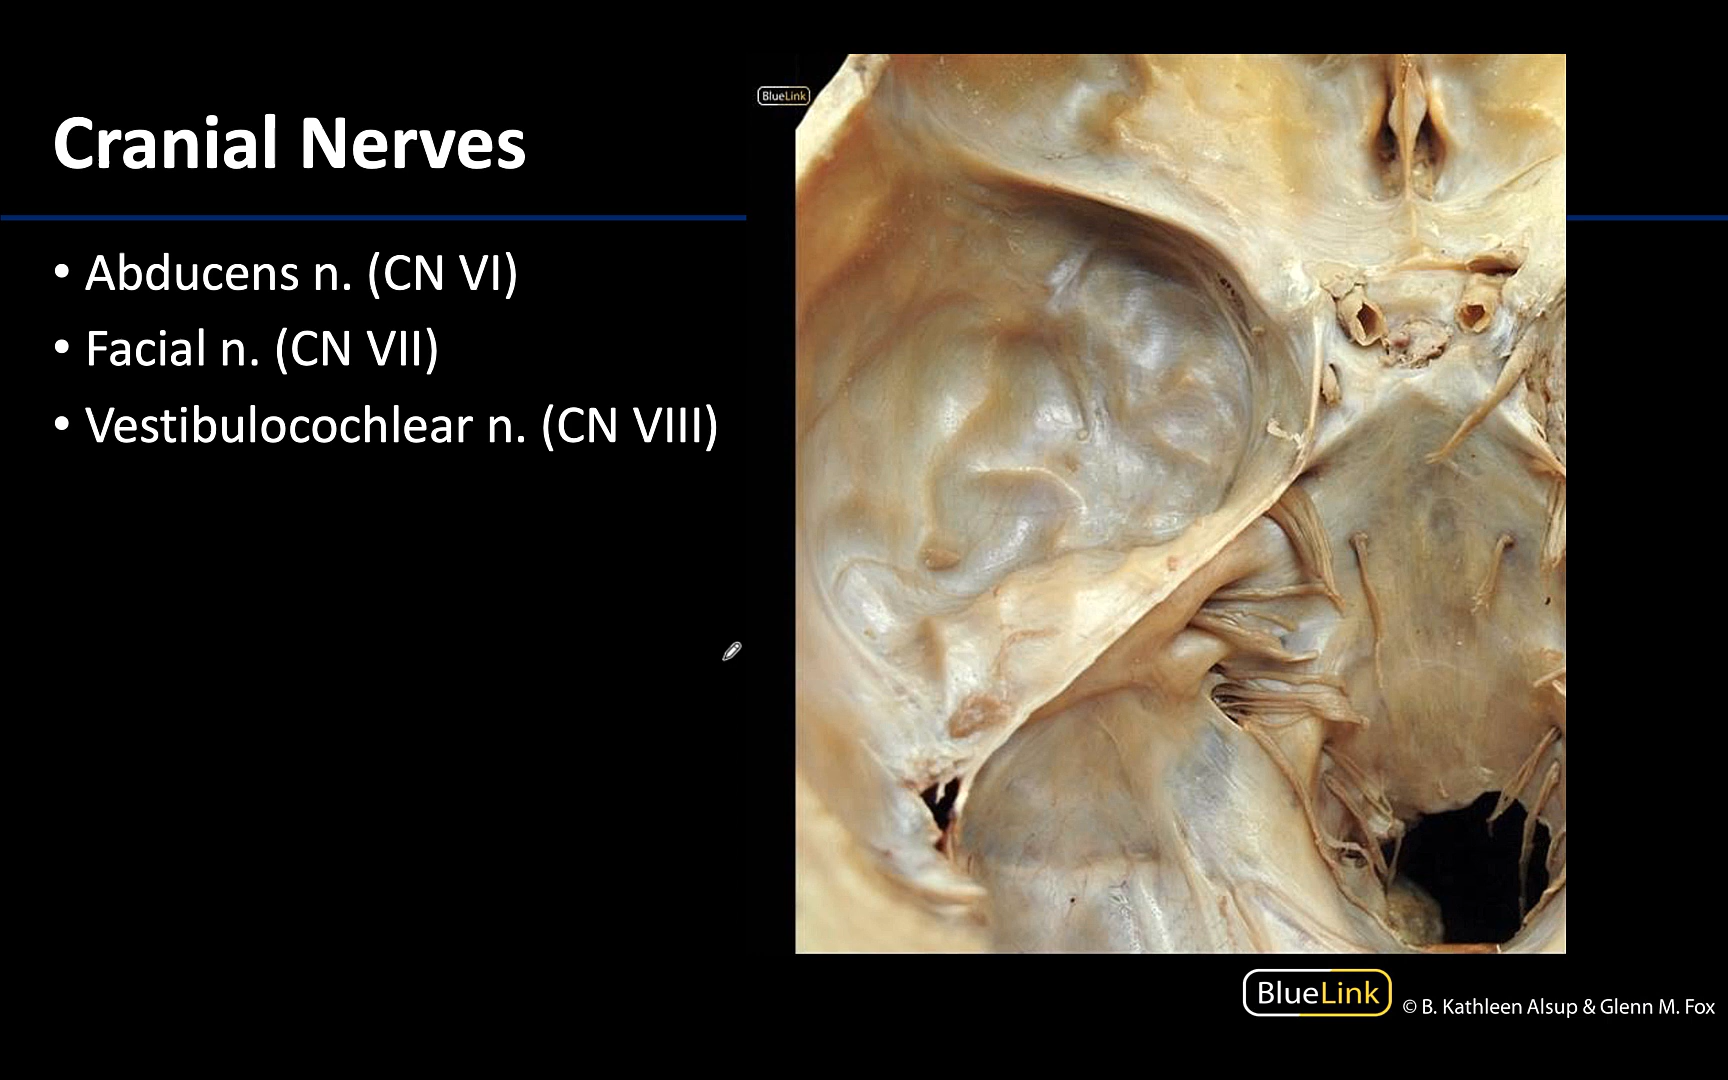 Cranial Nerves
• Abducens n. (CN VI)
• Facial n. (CN VII)
• Vestibulocochlear n. (CN VIII)
BlueLink
BlueLink
© B. Kathleen Alsup & Glenn M. Fox